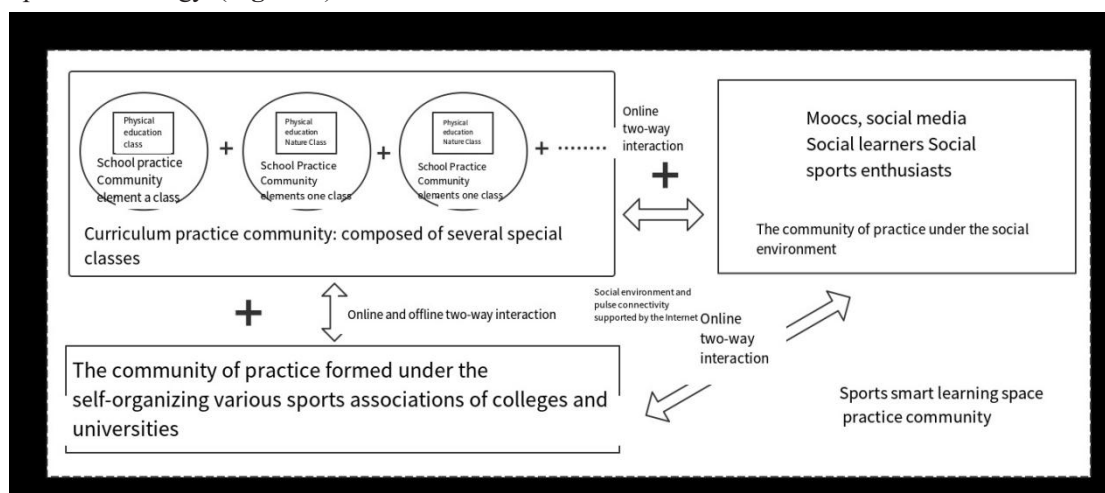 Physical
education
class
School practice
Community
element a class
+
Physical
education
Nature Class
School Practice
Community
elements one class
+
Physical
education
Nature Class
School Practice
Community
elements one class
+ ........
Curriculum practice community: composed of several special
classes
Online
two-way
interaction
+
Moocs, social media
Social learners Social
sports enthusiasts
The community of practice under the social
environment
+
Online and offline two-way interaction
Social environment and
pulse connectivity
supported by the Internet
Online
two-way
interaction
The community of practice formed under the
self-organizing various sports associations of colleges and
universities
Sports smart learning space
practice community